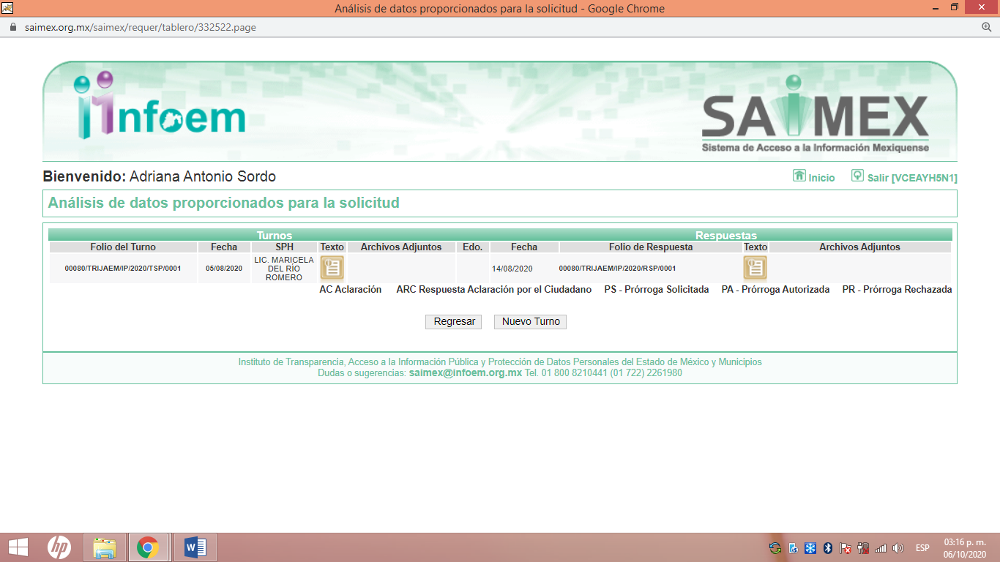 Análisis de datos proporcionados para la solicitud - Google Chrome
saimex.org.mx/saimex/requer/tablero/332522.page
infoem
SAIMEX
Sistema de Acceso a la Información Mexiquense
Bienvenido: Adriana Antonio Sordo
Inicio Salir [VCEAYH5N1]
Análisis de datos proporcionados para la solicitud
Turnos Respuestas
Folio del Turno Fecha SPH Texto Archivos Adjuntos Edo. Fecha Folio de Respuesta Texto Archivos Adjuntos
00080/TRIJAEM/IP/2020/TSP/0001 05/08/2020 LIC. MARICELA DEL RÍO ROMERO 14/08/2020 00080/TRIJAEM/IP/2020/RSP/0001
AC Aclaración ARC Respuesta Aclaración por el Ciudadano PS - Prórroga Solicitada PA - Prórroga Autorizada PR - Prórroga Rechazada
Regresar Nuevo Turno
Instituto de Transparencia, Acceso a la Información Pública y Protección de Datos Personales del Estado de México y Municipios
Dudas o sugerencias: saimex@infoem.org.mx Tel. 01 800 8210441 (01 722) 2261980
hp
ESP
03:16 p. m.
06/10/2020